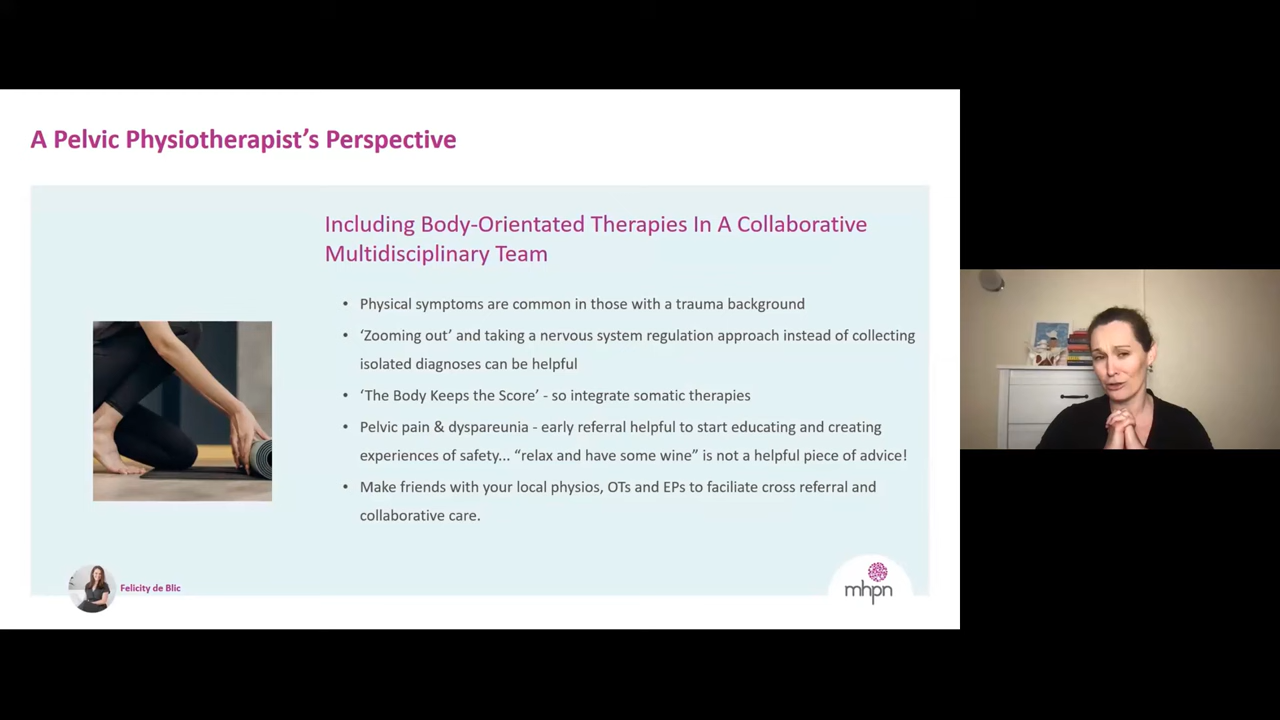 A Pelvic Physiotherapist’s Perspective
Including Body-Orientated Therapies In A Collaborative
Multidisciplinary Team
• Physical symptoms are common in those with a trauma background
• ‘Zooming out’ and taking a nervous system regulation approach instead of collecting
isolated diagnoses can be helpful
• ‘The Body Keeps the Score’ - so integrate somatic therapies
• Pelvic pain & dyspareunia - early referral helpful to start educating and creating
experiences of safety... “relax and have some wine” is not a helpful piece of advice!
• Make friends with your local physios, OTs and EPs to faciliate cross referral and
collaborative care.
Felicity de Blic
mhpn